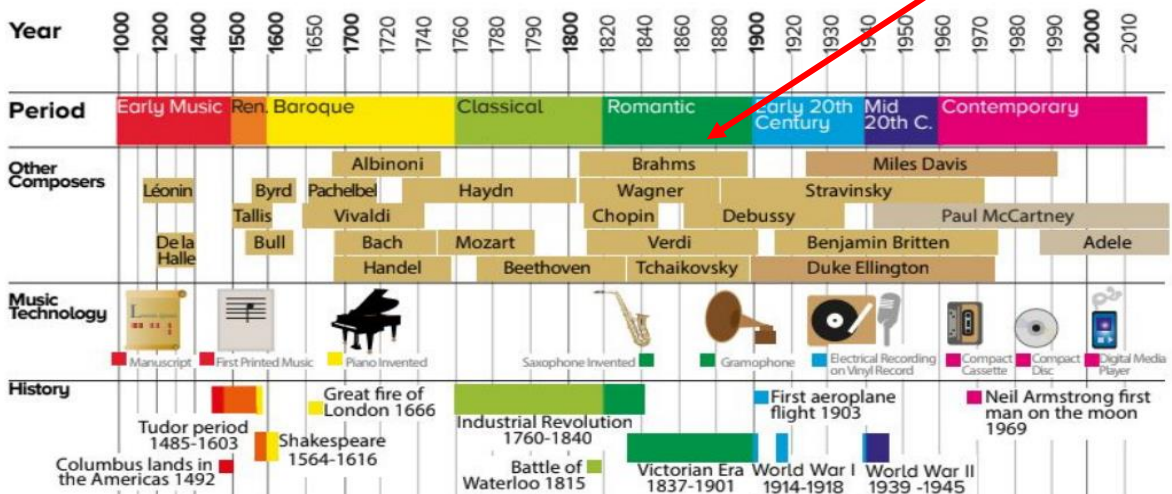 Year
1000 1200 1400 1500 1600 1650 1700 1720 1740 1760 1780 1790 1800 1820 1840 1860 1880 1900 1920 1930 1940 1950 1960 1970 1980 1990 2000 2010
Period
Early Music Ren. Baroque Classical Romantic Early 20th Century Mid 20th C. Contemporary
Other
Composers
Albinoni Brahms Miles Davis
Léonin Byrd Pachelbel Haydn Wagner Stravinsky
Tallis Vivaldi Chopin Debussy Paul McCartney
De la Halle Bull Bach Mozart Verdi Benjamin Britten Adele
Handel Beethoven Tchaikovsky Duke Ellington
Music
Technology
Manuscript First Printed Music Piano Invented Saxophone Invented Gramophone Electrical Recording on Vinyl Record Compact Cassette Compact Disc Digital Media Player
History
Tudor period
1485-1603
Columbus lands in
the Americas 1492
Great fire of
London 1666
Shakespeare
1564-1616
Industrial Revolution
1760-1840
Battle of
Waterloo 1815
Victorian Era
1837-1901
First aeroplane
flight 1903
World War I
1914-1918
World War II
1939 -1945
Neil Armstrong first
man on the moon
1969